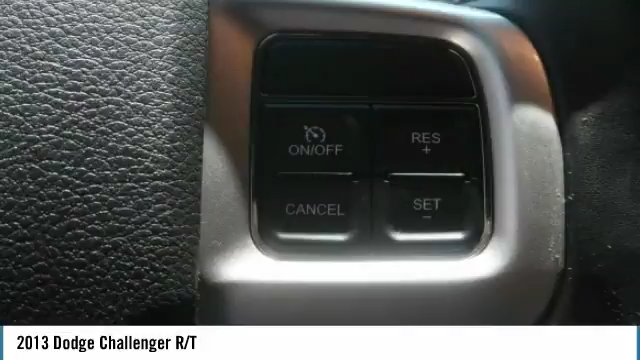 ON/OFF
RES
+
CANCEL
SET
−
2013 Dodge Challenger R/T